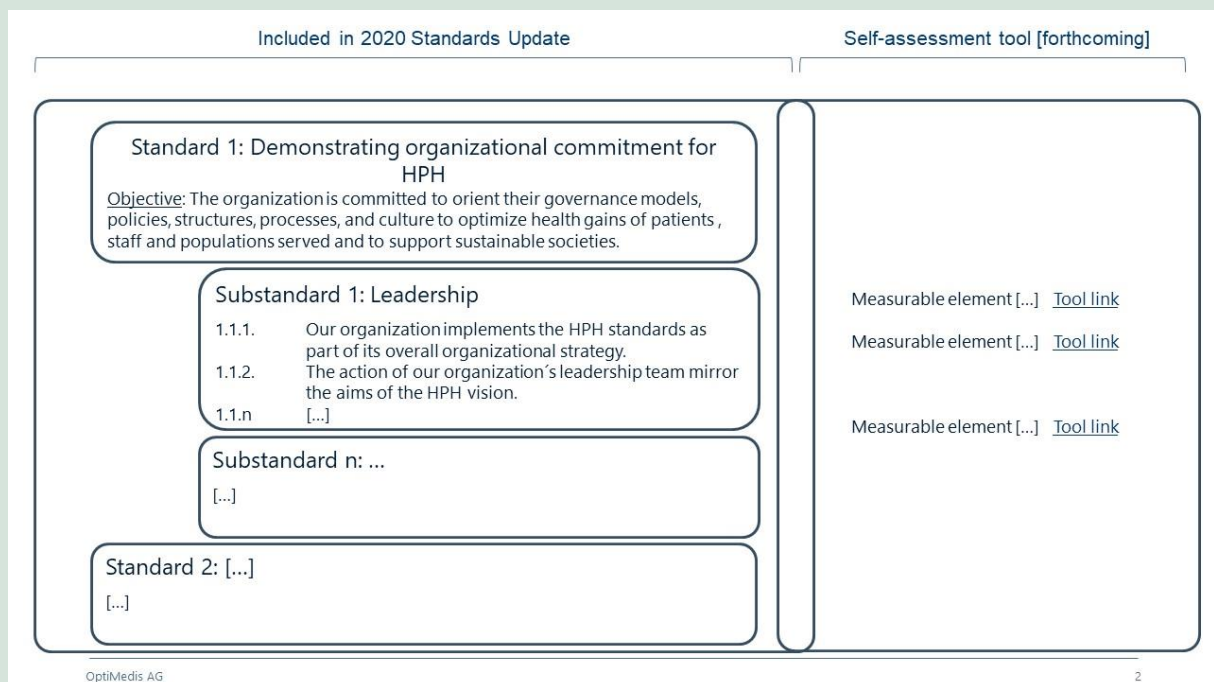 Included in 2020 Standards Update
Self-assessment tool [forthcoming]
Standard 1: Demonstrating organizational commitment for
HPH
Objective: The organization is committed to orient their governance models,
policies, structures, processes, and culture to optimize health gains of patients ,
staff and populations served and to support sustainable societies.
Substandard 1: Leadership
1.1.1. Our organization implements the HPH standards as
part of its overall organizational strategy.
1.1.2. The action of our organization´s leadership team mirror
the aims of the HPH vision.
1.1.n [...]
Substandard n: ...
[...]
Standard 2: [...]
[...]
Measurable element [...] Tool link
Measurable element [...] Tool link
Measurable element [...] Tool link
OptiMedis AG
2